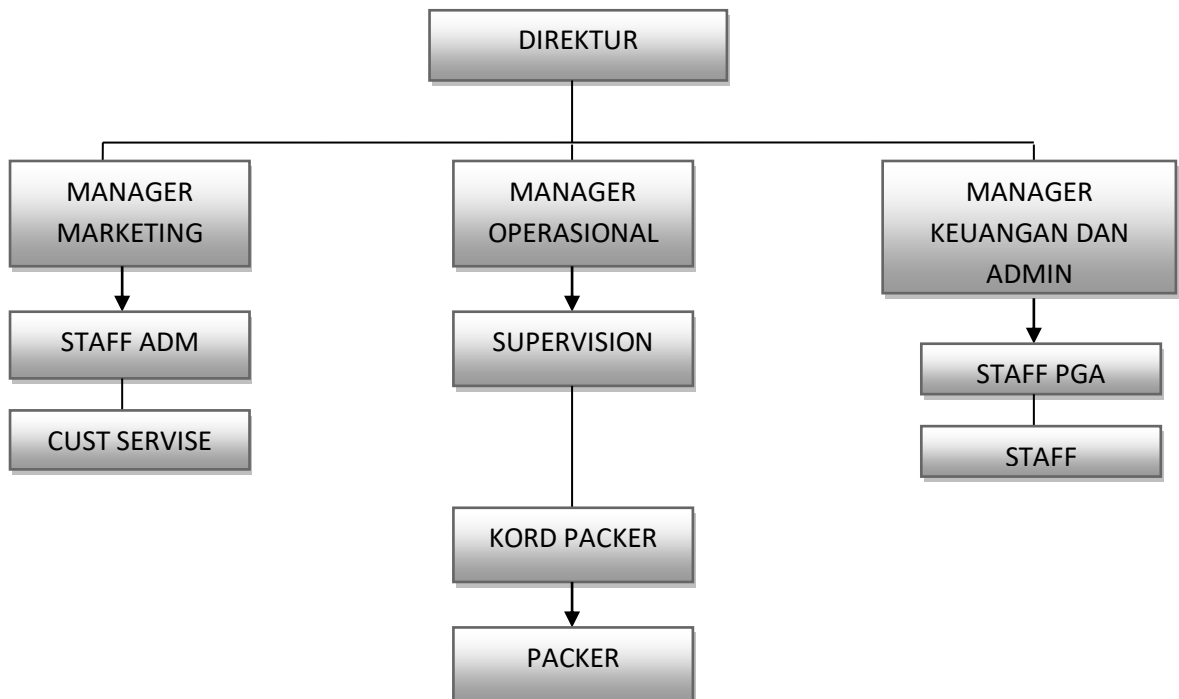 DIREKTUR
MANAGER
MARKETING
MANAGER
OPERASIONAL
MANAGER
KEUANGAN DAN
ADMIN
STAFF ADM
SUPERVISION
STAFF PGA
CUST SERVISE
STAFF
KORD PACKER
PACKER